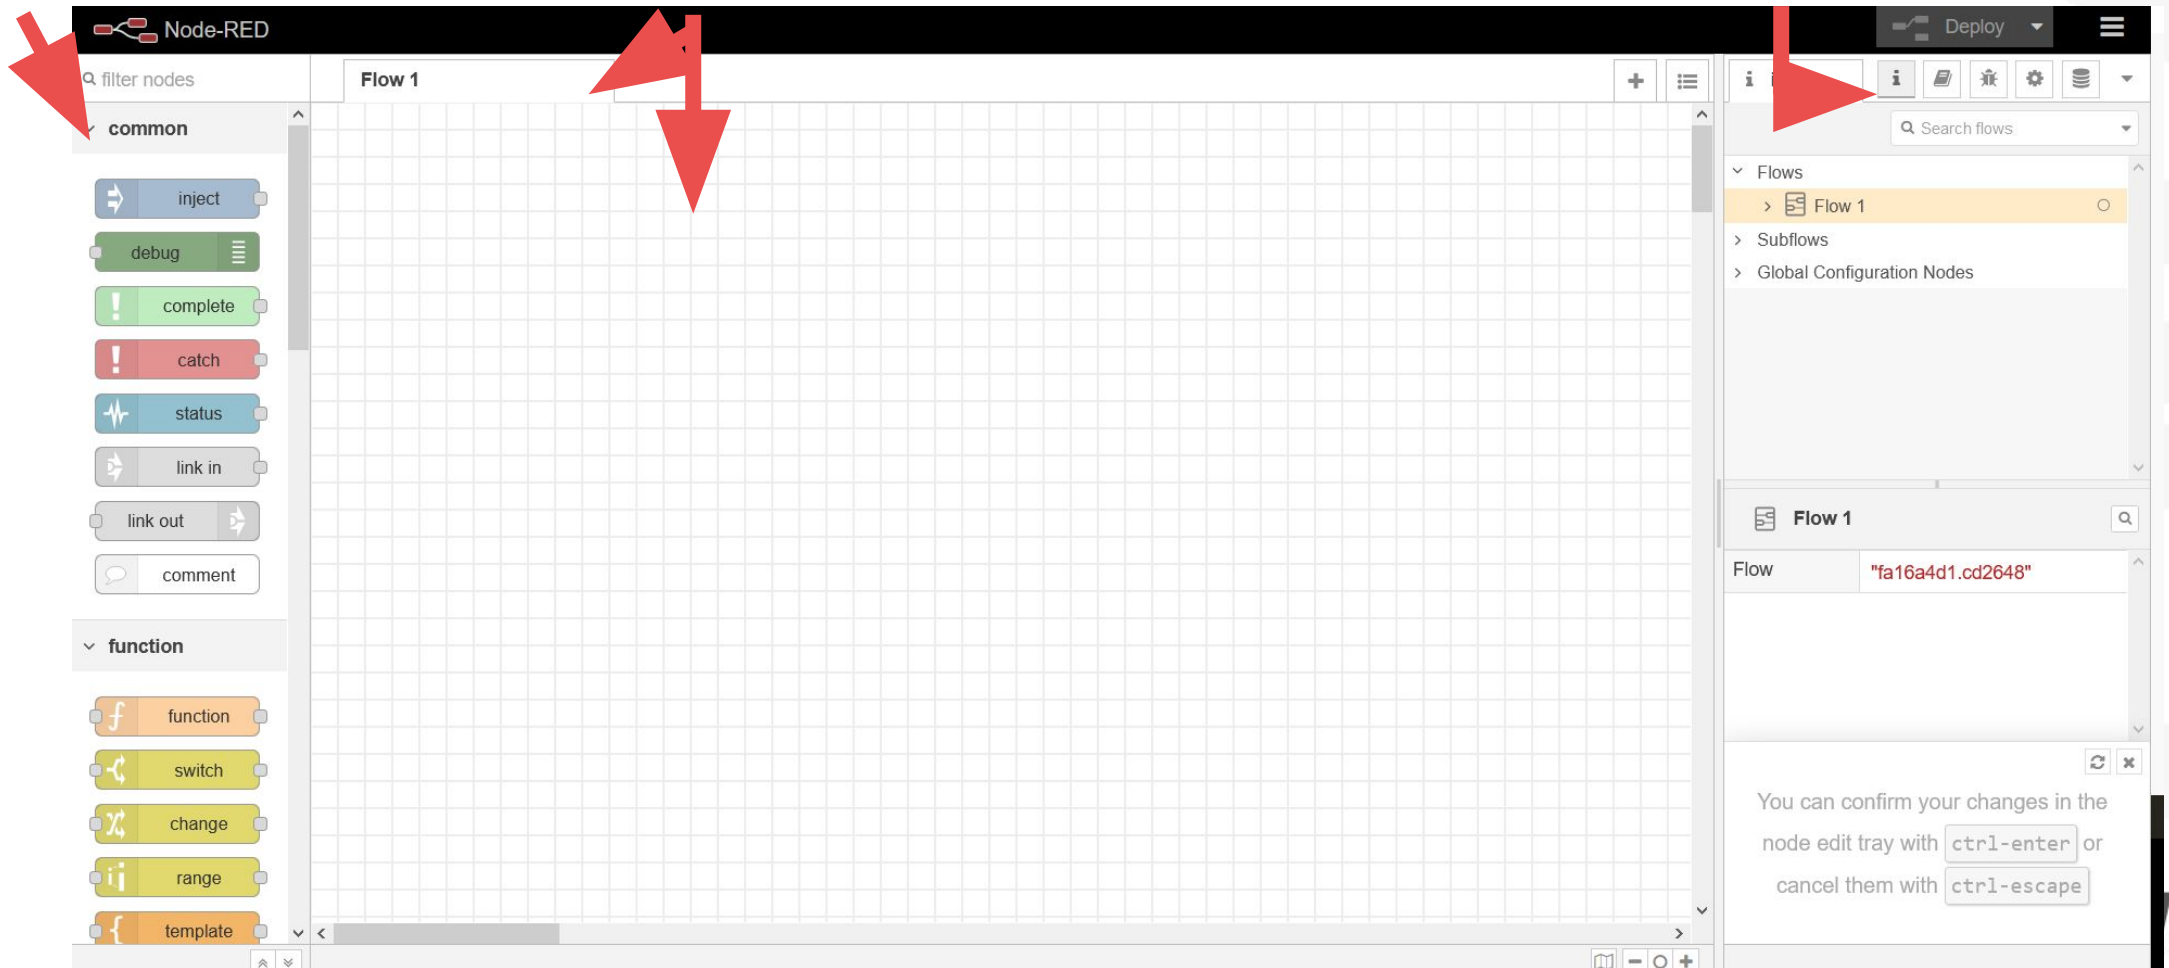 Node-RED
Deploy
filter nodes
Flow 1
Search flows
common
inject
debug
complete
catch
status
link in
link out
comment
function
function
switch
change
range
template
Flows
Flow 1
Subflows
Global Configuration Nodes
Flow 1
Flow
"fa16a4d1.cd2648"
You can confirm your changes in the
node edit tray with ctrl-enter or
cancel them with ctrl-escape